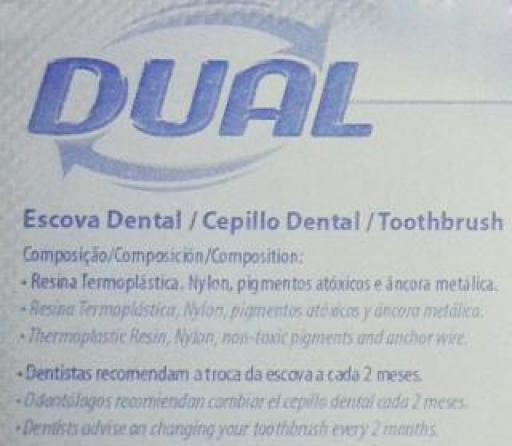 DUAL
Escova Dental / Cepillo Dental / Toothbrush
Composição/Composición/Composition:
• Resina Termoplástica, Nylon, pigmentos atóxicos e âncora metálica.
• Resina Termoplástica, Nylon, pigmentos atóxicos y áncora metálica.
• Thermoplastic Resin, Nylon, non-toxic pigments and anchor wire.
• Dentistas recomendam a troca da escova a cada 2 meses.
• Odontólogos recomiendan cambiar el cepillo dental cada 2 meses.
• Dentists advise on changing your toothbrush every 2 months.